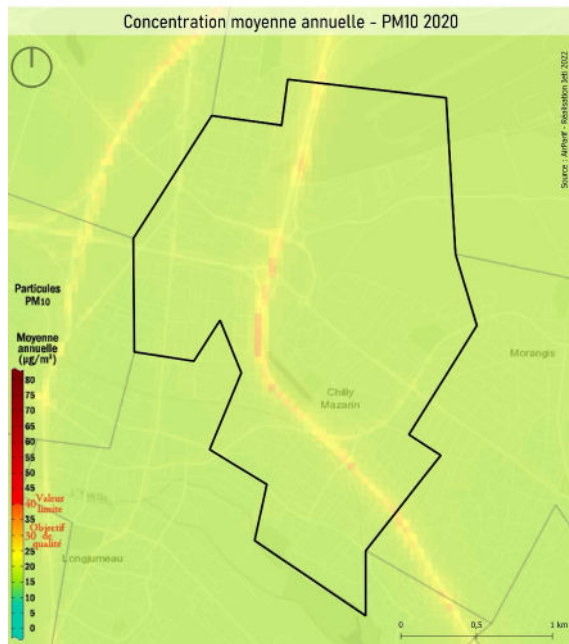 Concentration moyenne annuelle - PM10 2020
Source : AirParif - Réalisation Ieti 2022
Particules
PM10
Moyenne
annuelle
(µg/m³)
80
75
70
65
60
55
50
45
40 Valeur
limite
35
Objectif
30 de
qualité
25
20
15
10
5
0
Morangis
Chilly
Mazarin
Longjumeau
0
0,5
1 km